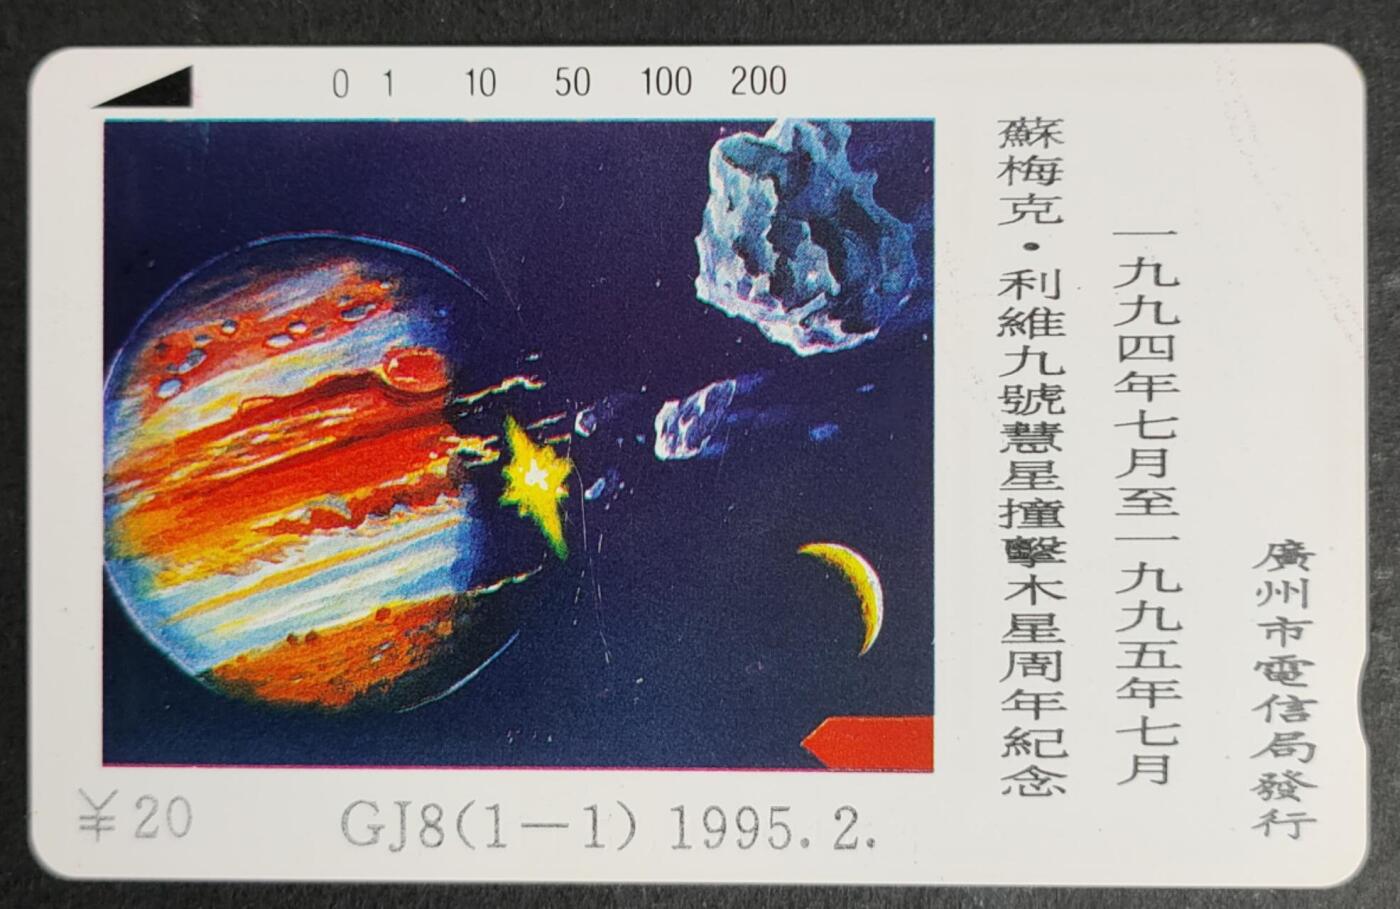 0 1 10 50 100 200
一九九四年七月至一九九五年七月
蘇梅克·利維九號慧星撞擊木星周年紀念
廣州市電信局發行
¥20
GJ8(1-1) 1995.2.